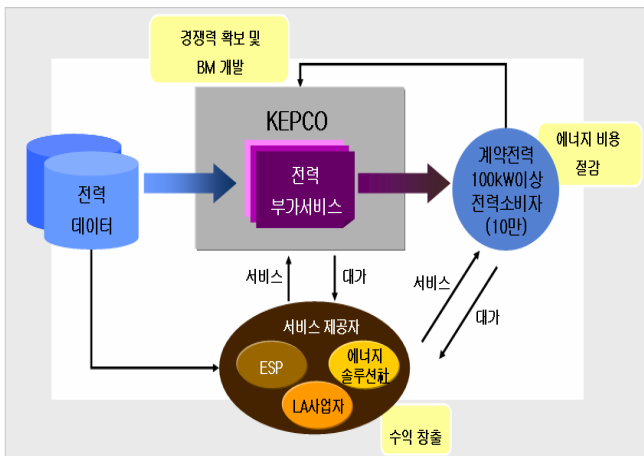 경쟁력 확보 및
BM 개발
KEPCO
전력
데이터
전력
부가서비스
계약전력
100kW이상
전력소비자
(10만)
에너지 비용
절감
서비스
대가
서비스
대가
서비스 제공자
ESP
에너지
솔루션社
LA사업자
수익 창출